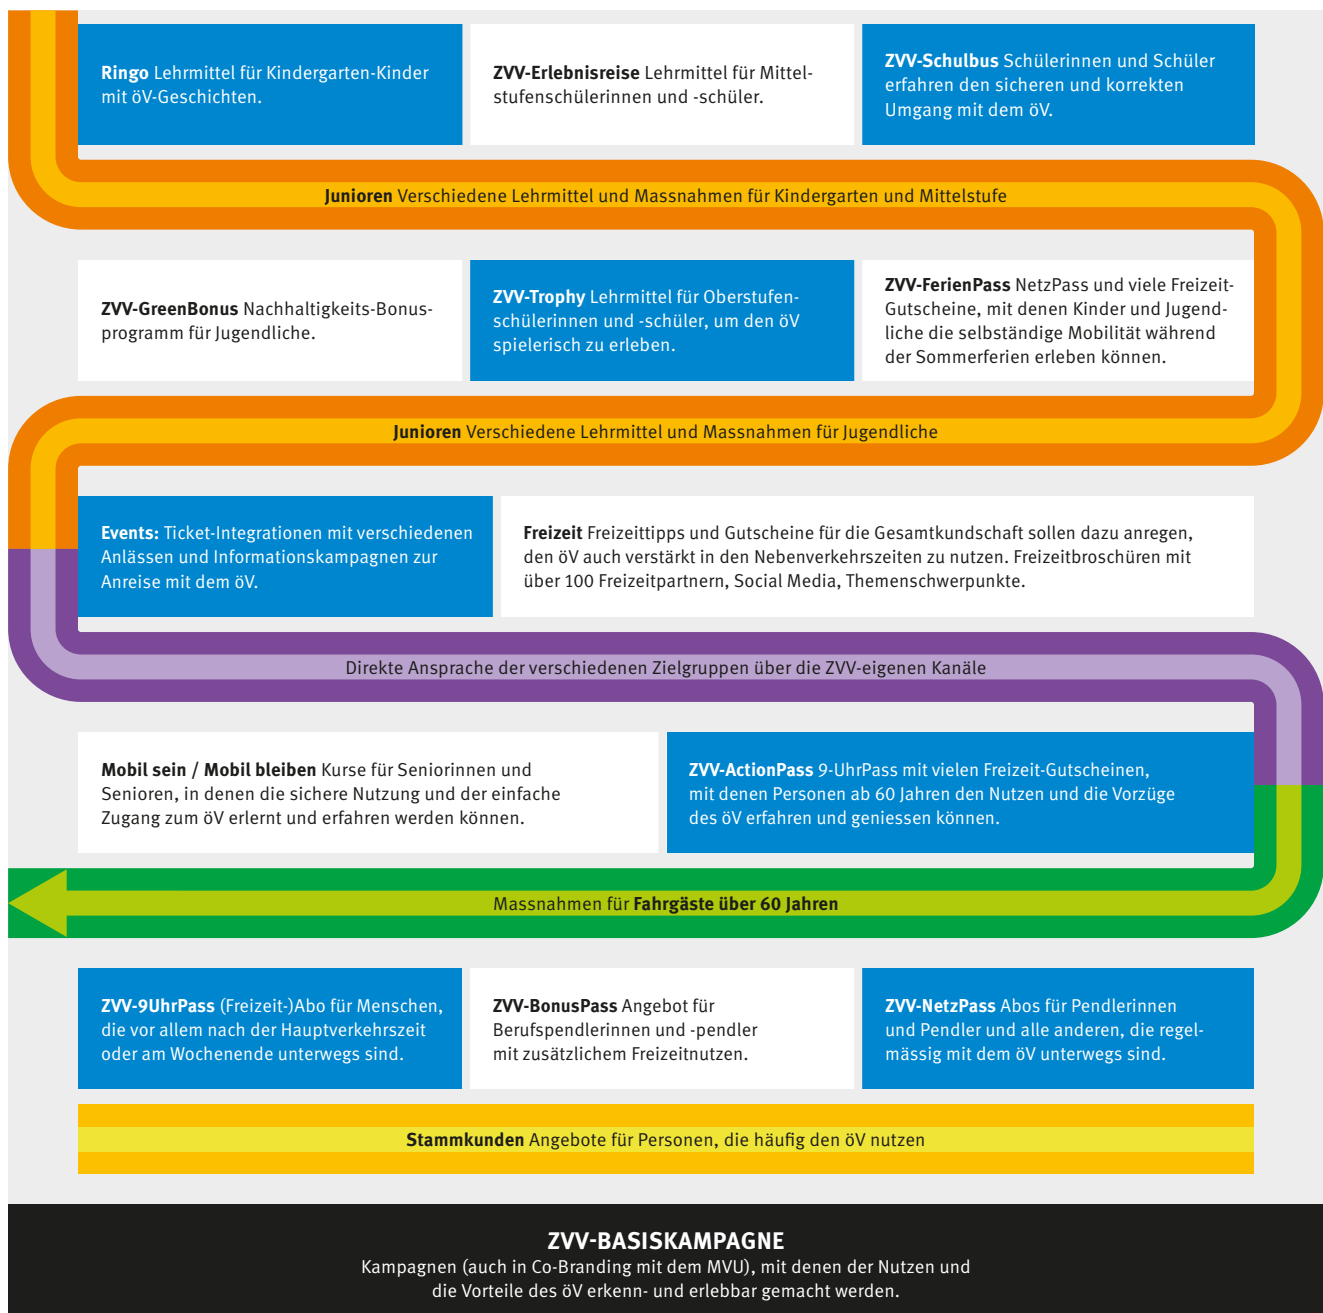 Ringo Lehrmittel für Kindergarten-Kinder
mit öV-Geschichten.
ZVV-Erlebnisreise Lehrmittel für Mittel-
stufenschülerinnen und -schüler.
ZVV-Schulbus Schülerinnen und Schüler
erfahren den sicheren und korrekten
Umgang mit dem öV.
Junioren Verschiedene Lehrmittel und Massnahmen für Kindergarten und Mittelstufe
ZVV-GreenBonus Nachhaltigkeits-Bonus-
programm für Jugendliche.
ZVV-Trophy Lehrmittel für Oberstufen-
schülerinnen und -schüler, um den öV
spielerisch zu erleben.
ZVV-FerienPass NetzPass und viele Freizeit-
Gutscheine, mit denen Kinder und Jugend-
liche die selbständige Mobilität während
der Sommerferien erleben können.
Junioren Verschiedene Lehrmittel und Massnahmen für Jugendliche
Events: Ticket-Integrationen mit verschiedenen
Anlässen und Informationskampagnen zur
Anreise mit dem öV.
Freizeit Freizeittipps und Gutscheine für die Gesamtkundschaft sollen dazu anregen,
den öV auch verstärkt in den Nebenverkehrszeiten zu nutzen. Freizeitbroschüren mit
über 100 Freizeitpartnern, Social Media, Themenschwerpunkte.
Direkte Ansprache der verschiedenen Zielgruppen über die ZVV-eigenen Kanäle
Mobil sein / Mobil bleiben Kurse für Seniorinnen und
Senioren, in denen die sichere Nutzung und der einfache
Zugang zum öV erlernt und erfahren werden können.
ZVV-ActionPass 9-UhrPass mit vielen Freizeit-Gutscheinen,
mit denen Personen ab 60 Jahren den Nutzen und die Vorzüge
des öV erfahren und geniessen können.
Massnahmen für Fahrgäste über 60 Jahren
ZVV-9UhrPass (Freizeit-)Abo für Menschen,
die vor allem nach der Hauptverkehrszeit
oder am Wochenende unterwegs sind.
ZVV-BonusPass Angebot für
Berufspendlerinnen und -pendler
mit zusätzlichem Freizeitnutzen.
ZVV-NetzPass Abos für Pendlerinnen
und Pendler und alle anderen, die regel-
mässig mit dem öV unterwegs sind.
Stammkunden Angebote für Personen, die häufig den öV nutzen
ZVV-BASISKAMPAGNE
Kampagnen (auch in Co-Branding mit dem MVU), mit denen der Nutzen und
die Vorteile des öV erkenn- und erlebbar gemacht werden.